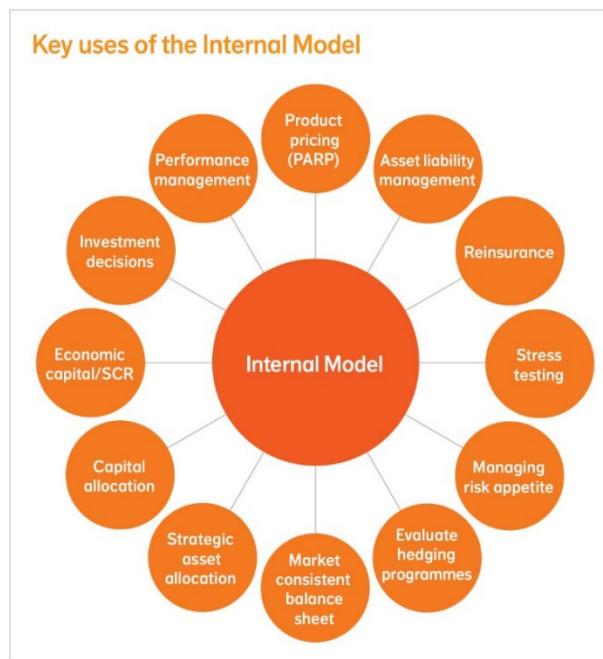 Key uses of the Internal Model
Product
pricing
(PARP)
Asset liability
management
Reinsurance
Stress
testing
Managing
risk appetite
Evaluate
hedging
programmes
Market
consistent
balance
sheet
Strategic
asset
allocation
Capital
allocation
Economic
capital/SCR
Investment
decisions
Performance
management
Internal Model